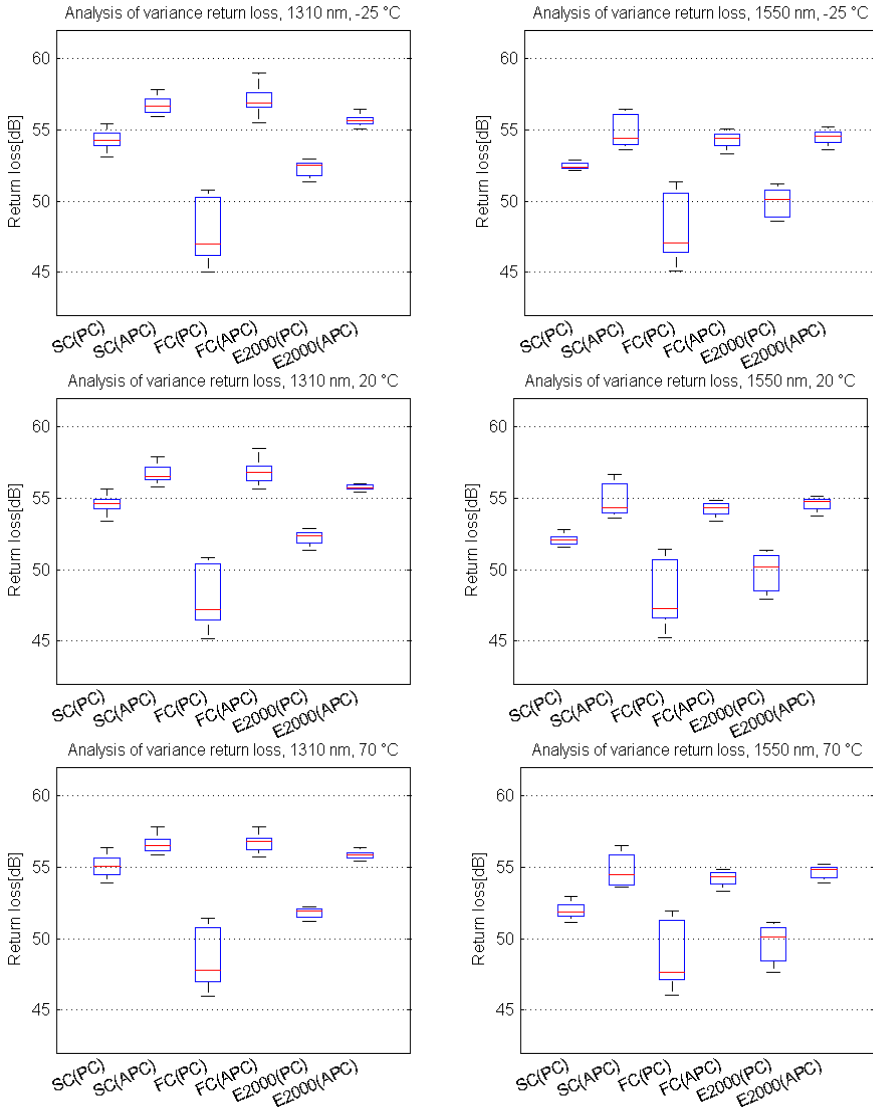 Analysis of variance return loss, 1310 nm, -25 °C
60
55
50
45
Return loss[dB]
SC(PC)
SC(APC)
FC(PC)
FC(APC)
E2000(PC)
E2000(APC)
Analysis of variance return loss, 1550 nm, -25 °C
60
55
50
45
Return loss[dB]
SC(PC)
SC(APC)
FC(PC)
FC(APC)
E2000(PC)
E2000(APC)
Analysis of variance return loss, 1310 nm, 20 °C
60
55
50
45
Return loss[dB]
SC(PC)
SC(APC)
FC(PC)
FC(APC)
E2000(PC)
E2000(APC)
Analysis of variance return loss, 1550 nm, 20 °C
60
55
50
45
Return loss[dB]
SC(PC)
SC(APC)
FC(PC)
FC(APC)
E2000(PC)
E2000(APC)
Analysis of variance return loss, 1310 nm, 70 °C
60
55
50
45
Return loss[dB]
SC(PC)
SC(APC)
FC(PC)
FC(APC)
E2000(PC)
E2000(APC)
Analysis of variance return loss, 1550 nm, 70 °C
60
55
50
45
Return loss[dB]
SC(PC)
SC(APC)
FC(PC)
FC(APC)
E2000(PC)
E2000(APC)